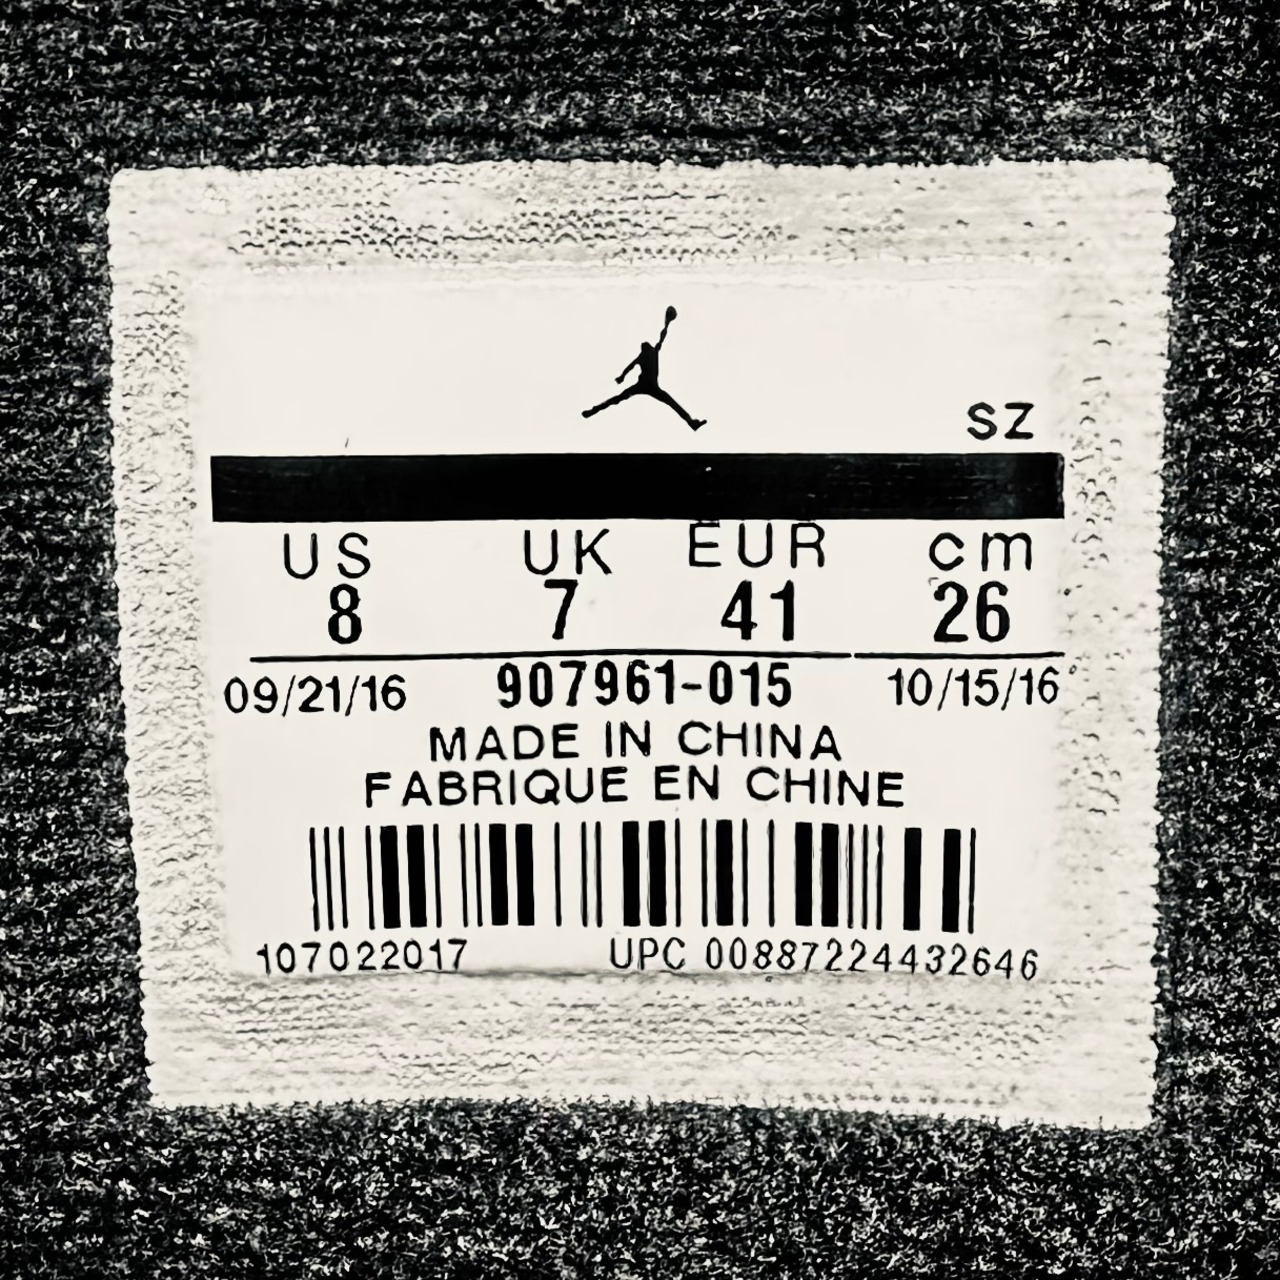 SZ
US UK EUR cm
8 7 41 26
09/21/16 907961-015 10/15/16
MADE IN CHINA
FABRIQUE EN CHINE
107022017 UPC 00887224432646